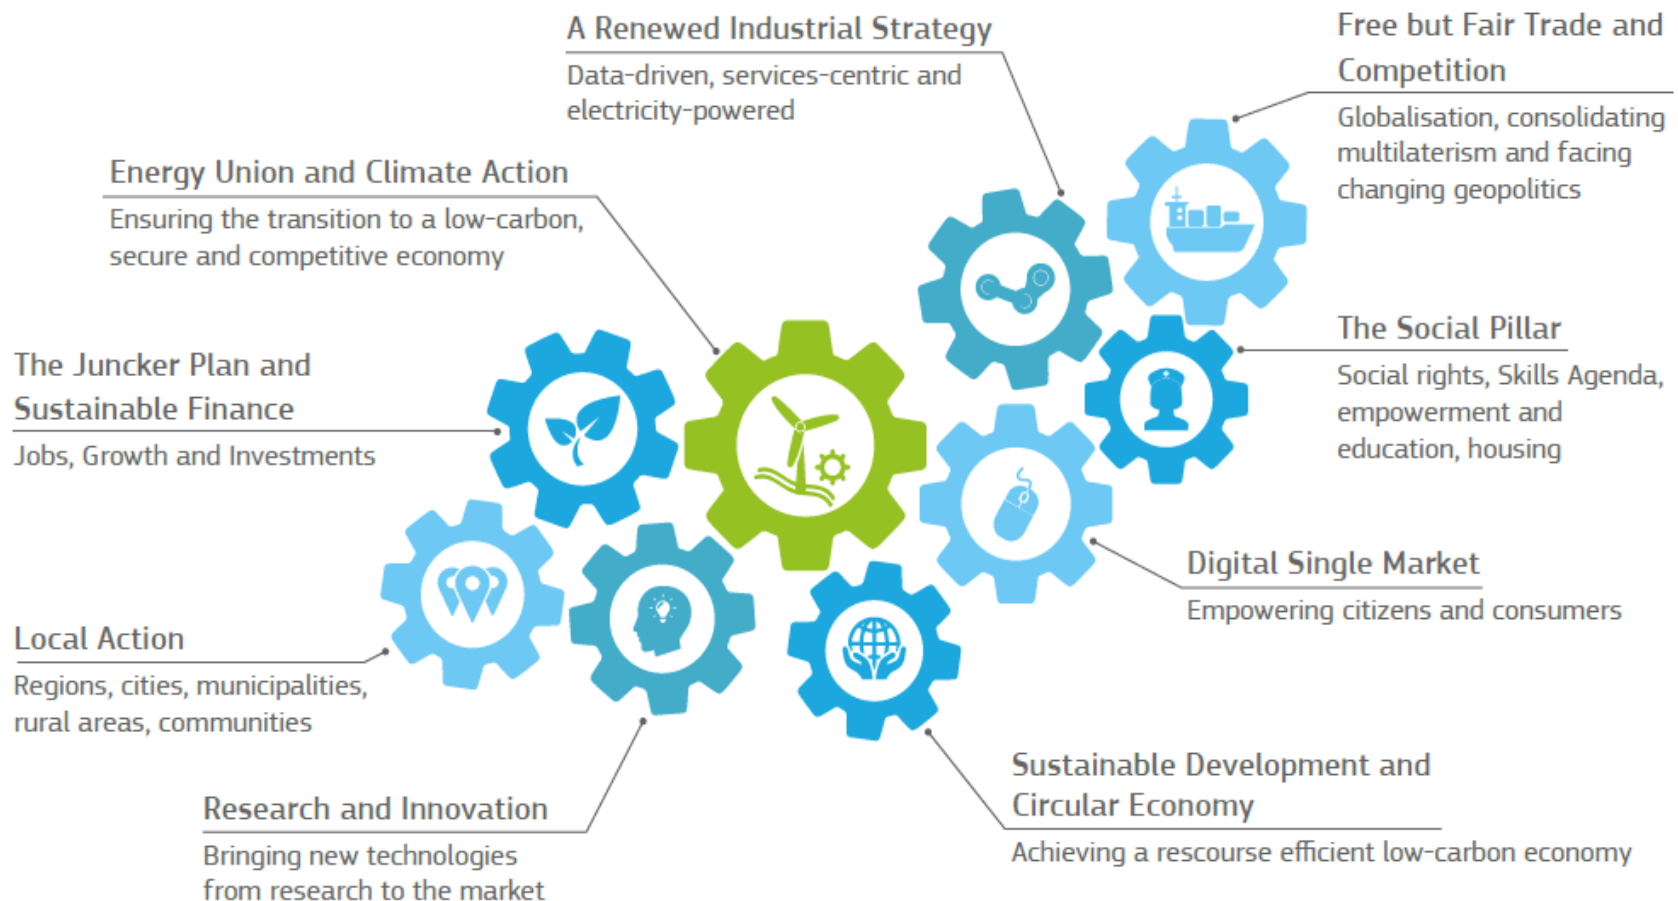 A Renewed Industrial Strategy
Data-driven, services-centric and
electricity-powered
Free but Fair Trade and
Competition
Globalisation, consolidating
multilaterism and facing
changing geopolitics
Energy Union and Climate Action
Ensuring the transition to a low-carbon,
secure and competitive economy
The Juncker Plan and
Sustainable Finance
Jobs, Growth and Investments
The Social Pillar
Social rights, Skills Agenda,
empowerment and
education, housing
Digital Single Market
Empowering citizens and consumers
Local Action
Regions, cities, municipalities,
rural areas, communities
Research and Innovation
Bringing new technologies
from research to the market
Sustainable Development and
Circular Economy
Achieving a rescourse efficient low-carbon economy